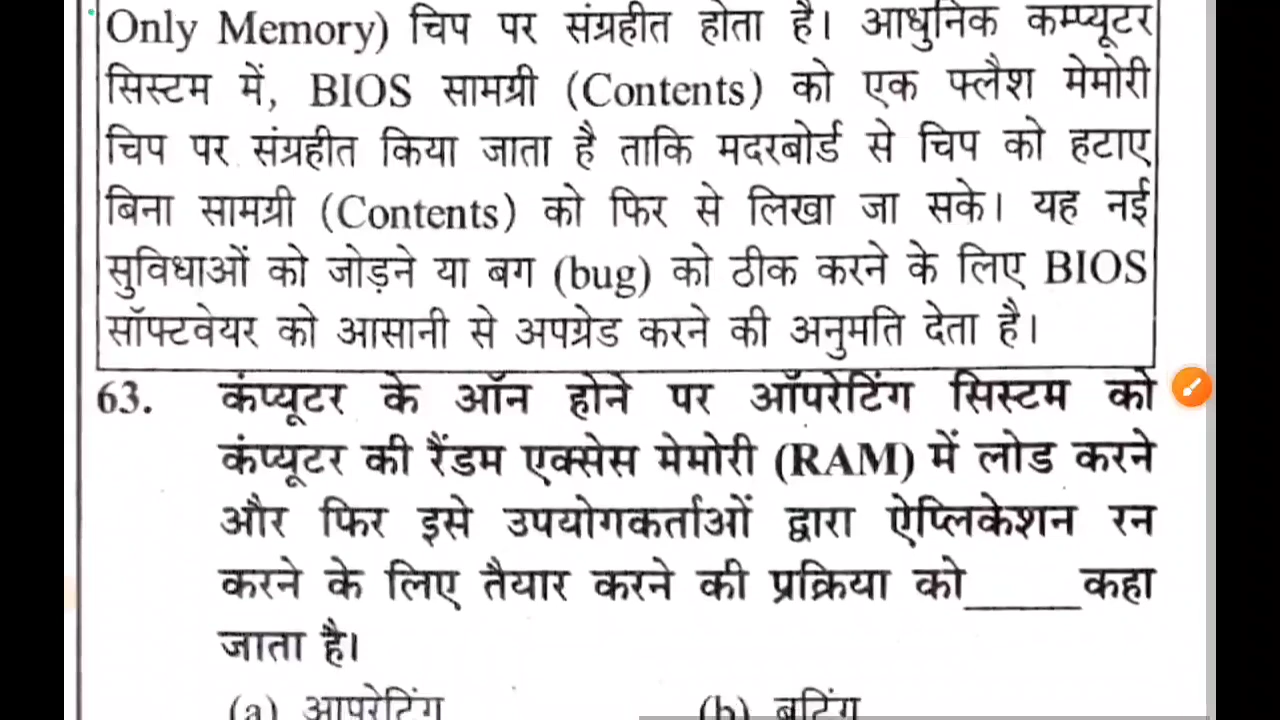 Only Memory) चिप पर संग्रहीत होता है। आधुनिक कम्प्यूटर
सिस्टम में, BIOS सामग्री (Contents) को एक फ्लैश मेमोरी
चिप पर संग्रहीत किया जाता है ताकि मदरबोर्ड से चिप को हटाए
बिना सामग्री (Contents) को फिर से लिखा जा सके। यह नई
सुविधाओं को जोड़ने या बग (bug) को ठीक करने के लिए BIOS
सॉफ्टवेयर को आसानी से अपग्रेड करने की अनुमति देता है।
63. कंप्यूटर के ऑन होने पर ऑपरेटिंग सिस्टम को
कंप्यूटर की रैंडम एक्सेस मेमोरी (RAM) में लोड करने
और फिर इसे उपयोगकर्ताओं द्वारा ऐप्लिकेशन रन
करने के लिए तैयार करने की प्रक्रिया को_____कहा
जाता है।
(a) आपरेटिंग (b) बूटिंग